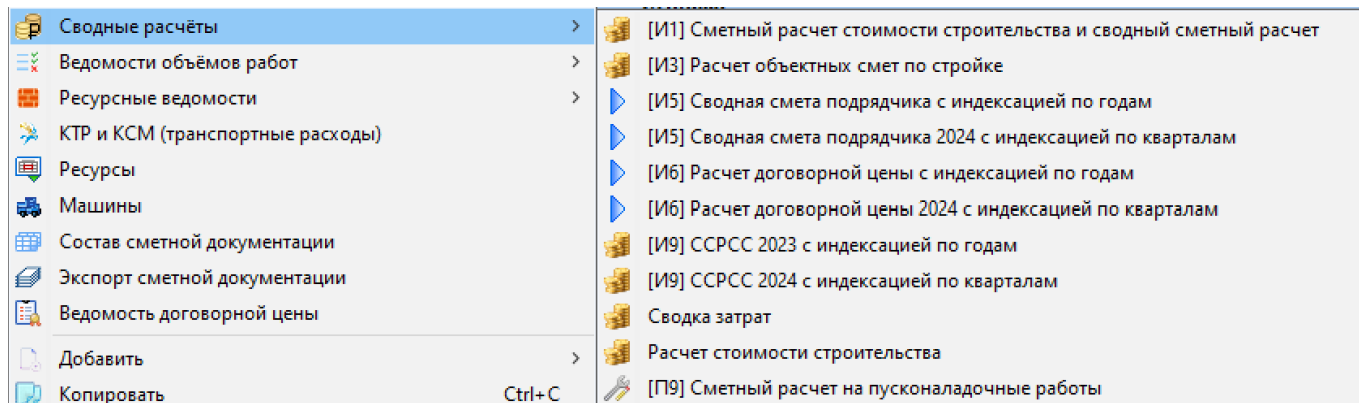 Сводные расчёты
Ведомости объёмов работ
Ресурсные ведомости
КТР и КСМ (транспортные расходы)
Ресурсы
Машины
Состав сметной документации
Экспорт сметной документации
Ведомость договорной цены
Добавить
Копировать Ctrl+C
[И1] Сметный расчет стоимости строительства и сводный сметный расчет
[И3] Расчет объектных смет по стройке
[И5] Сводная смета подрядчика с индексацией по годам
[И5] Сводная смета подрядчика 2024 с индексацией по кварталам
[И6] Расчет договорной цены с индексацией по годам
[И6] Расчет договорной цены 2024 с индексацией по кварталам
[И9] ССРСС 2023 с индексацией по годам
[И9] ССРСС 2024 с индексацией по кварталам
Сводка затрат
Расчет стоимости строительства
[П9] Сметный расчет на пусконаладочные работы